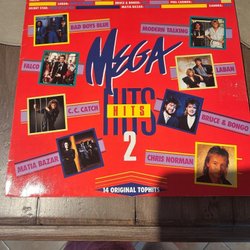 BAD BOYS BLUE
MODERN TALKING
MEGA
FALCO
LABAN
HITS
HITS
C.C. CATCH
2
BRUCE & BONGO
MATIA BAZAR
CHRIS NORMAN
14 ORIGINAL TOPHITS